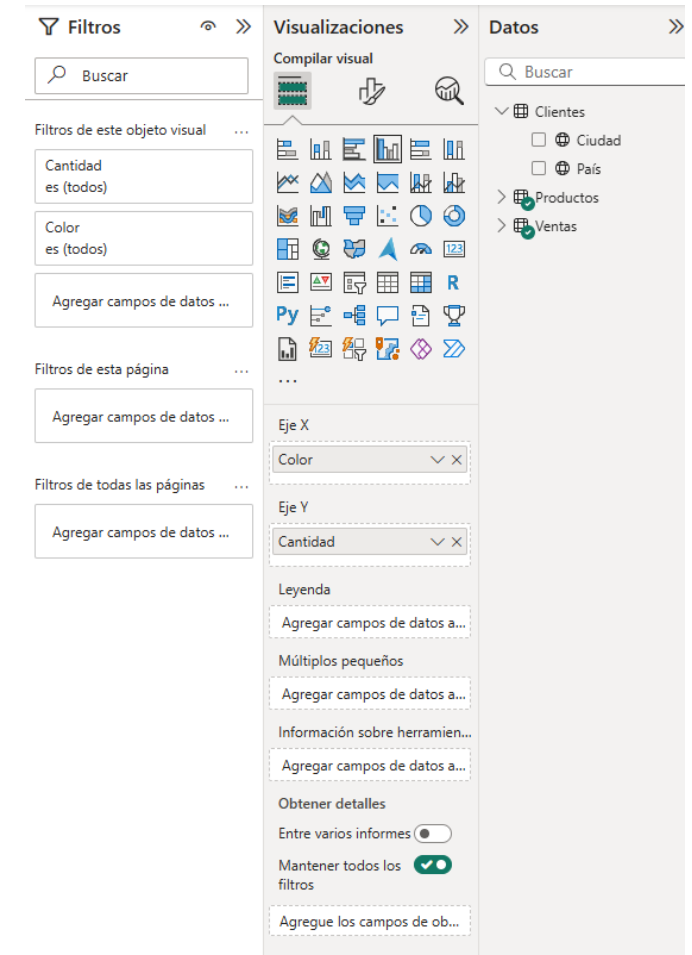 Filtros
Buscar
Filtros de este objeto visual
Cantidad
es (todos)
Color
es (todos)
Agregar campos de datos ...
Filtros de esta página
Agregar campos de datos ...
Filtros de todas las páginas
Agregar campos de datos ...
Visualizaciones
Compilar visual
123
R
Py
123
...
Eje X
Color
Eje Y
Cantidad
Leyenda
Agregar campos de datos a...
Múltiplos pequeños
Agregar campos de datos a...
Información sobre herramien...
Agregar campos de datos a...
Obtener detalles
Entre varios informes
Mantener todos los
filtros
Agregue los campos de ob...
Datos
Buscar
Clientes
Ciudad
País
Productos
Ventas